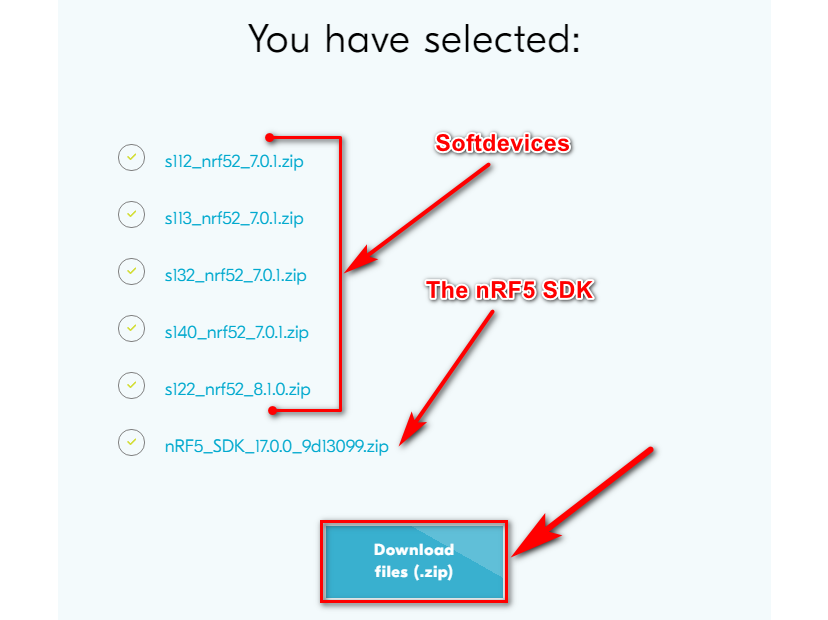 You have selected:
Softdevices
s112_nrf52_7.0.1.zip
s113_nrf52_7.0.1.zip
s132_nrf52_7.0.1.zip
The nRF5 SDK
s140_nrf52_7.0.1.zip
s122_nrf52_8.1.0.zip
nRF5_SDK_17.0.0_9d13099.zip
Download
files (.zip)